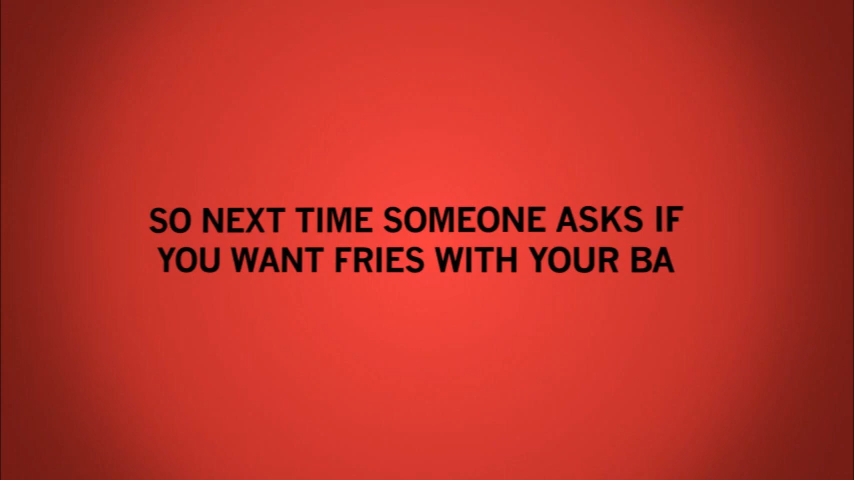 SO NEXT TIME SOMEONE ASKS IF
YOU WANT FRIES WITH YOUR BA